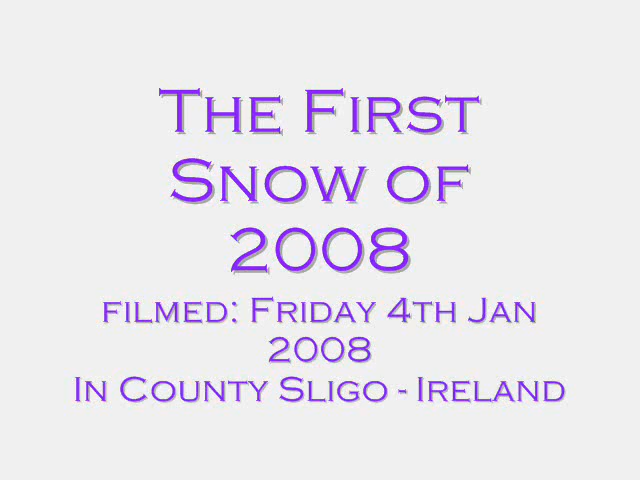 The First
Snow of
2008
filmed: Friday 4th Jan
2008
In County Sligo - Ireland